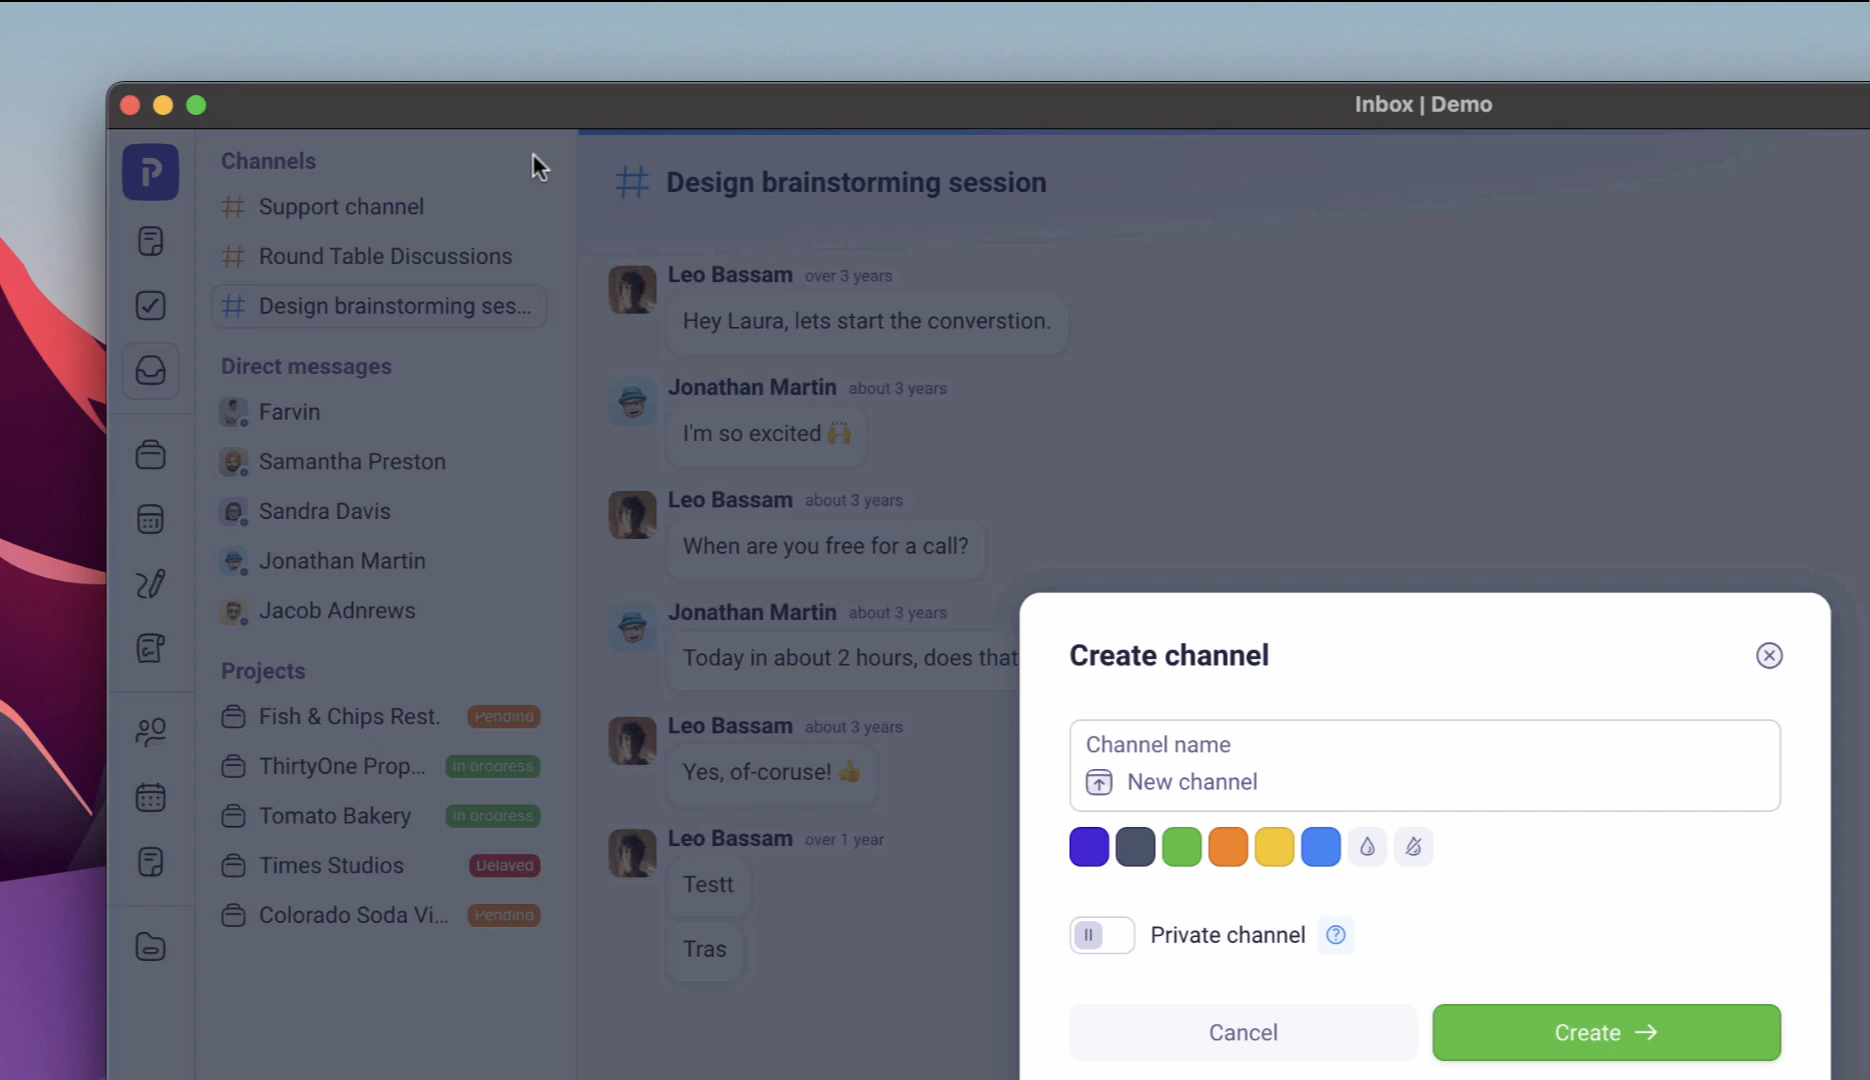 Inbox | Demo
Channels
Support channel
Round Table Discussions
Design brainstorming ses...
Direct messages
Farvin
Samantha Preston
Sandra Davis
Jonathan Martin
Jacob Adnrews
Projects
Fish & Chips Rest. Pending
ThirtyOne Prop... In progress
Tomato Bakery In progress
Times Studios Delayed
Colorado Soda Vi... Pending
Design brainstorming session
Leo Bassam over 3 years
Hey Laura, lets start the converstion.
Jonathan Martin about 3 years
I'm so excited 🙌
Leo Bassam about 3 years
When are you free for a call?
Jonathan Martin about 3 years
Today in about 2 hours, does that
Leo Bassam about 3 years
Yes, of-coruse! 👍
Leo Bassam over 1 year
Testt
Tras
Create channel
Channel name
New channel
Private channel
Cancel
Create →